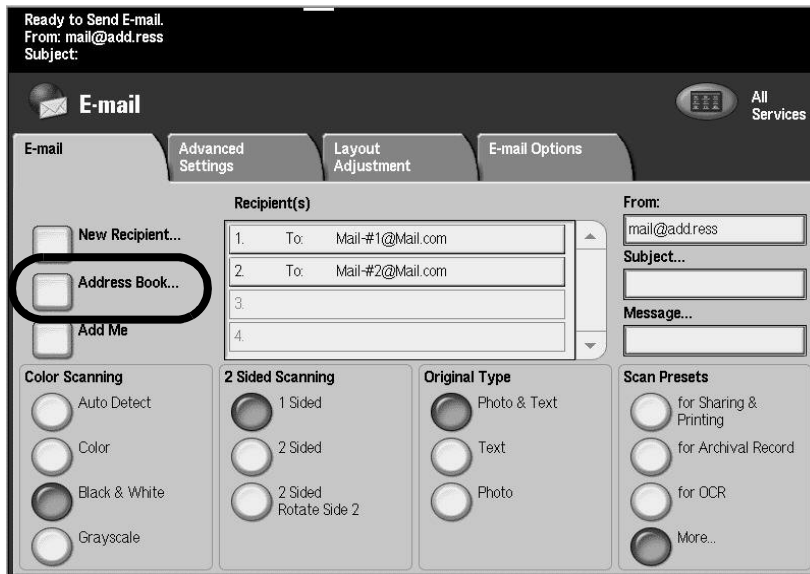 Ready to Send E-mail.
From: mail@add.ress
Subject:
E-mail
All
Services
E-mail
Advanced
Settings
Layout
Adjustment
E-mail Options
New Recipient...
Address Book...
Add Me
Recipient(s)
1. To: Mail-#1@Mail.com
2. To: Mail-#2@Mail.com
3.
4.
From:
mail@add.ress
Subject...
Message...
Color Scanning
Auto Detect
Color
Black & White
Grayscale
2 Sided Scanning
1 Sided
2 Sided
2 Sided
Rotate Side 2
Original Type
Photo & Text
Text
Photo
Scan Presets
for Sharing &
Printing
for Archival Record
for OCR
More...